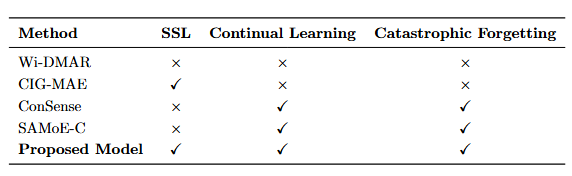 Method SSL Continual Learning Catastrophic Forgetting
Wi-DMAR × × ×
CIG-MAE ✓ × ×
ConSense × ✓ ✓
SAMoE-C × ✓ ✓
Proposed Model ✓ ✓ ✓